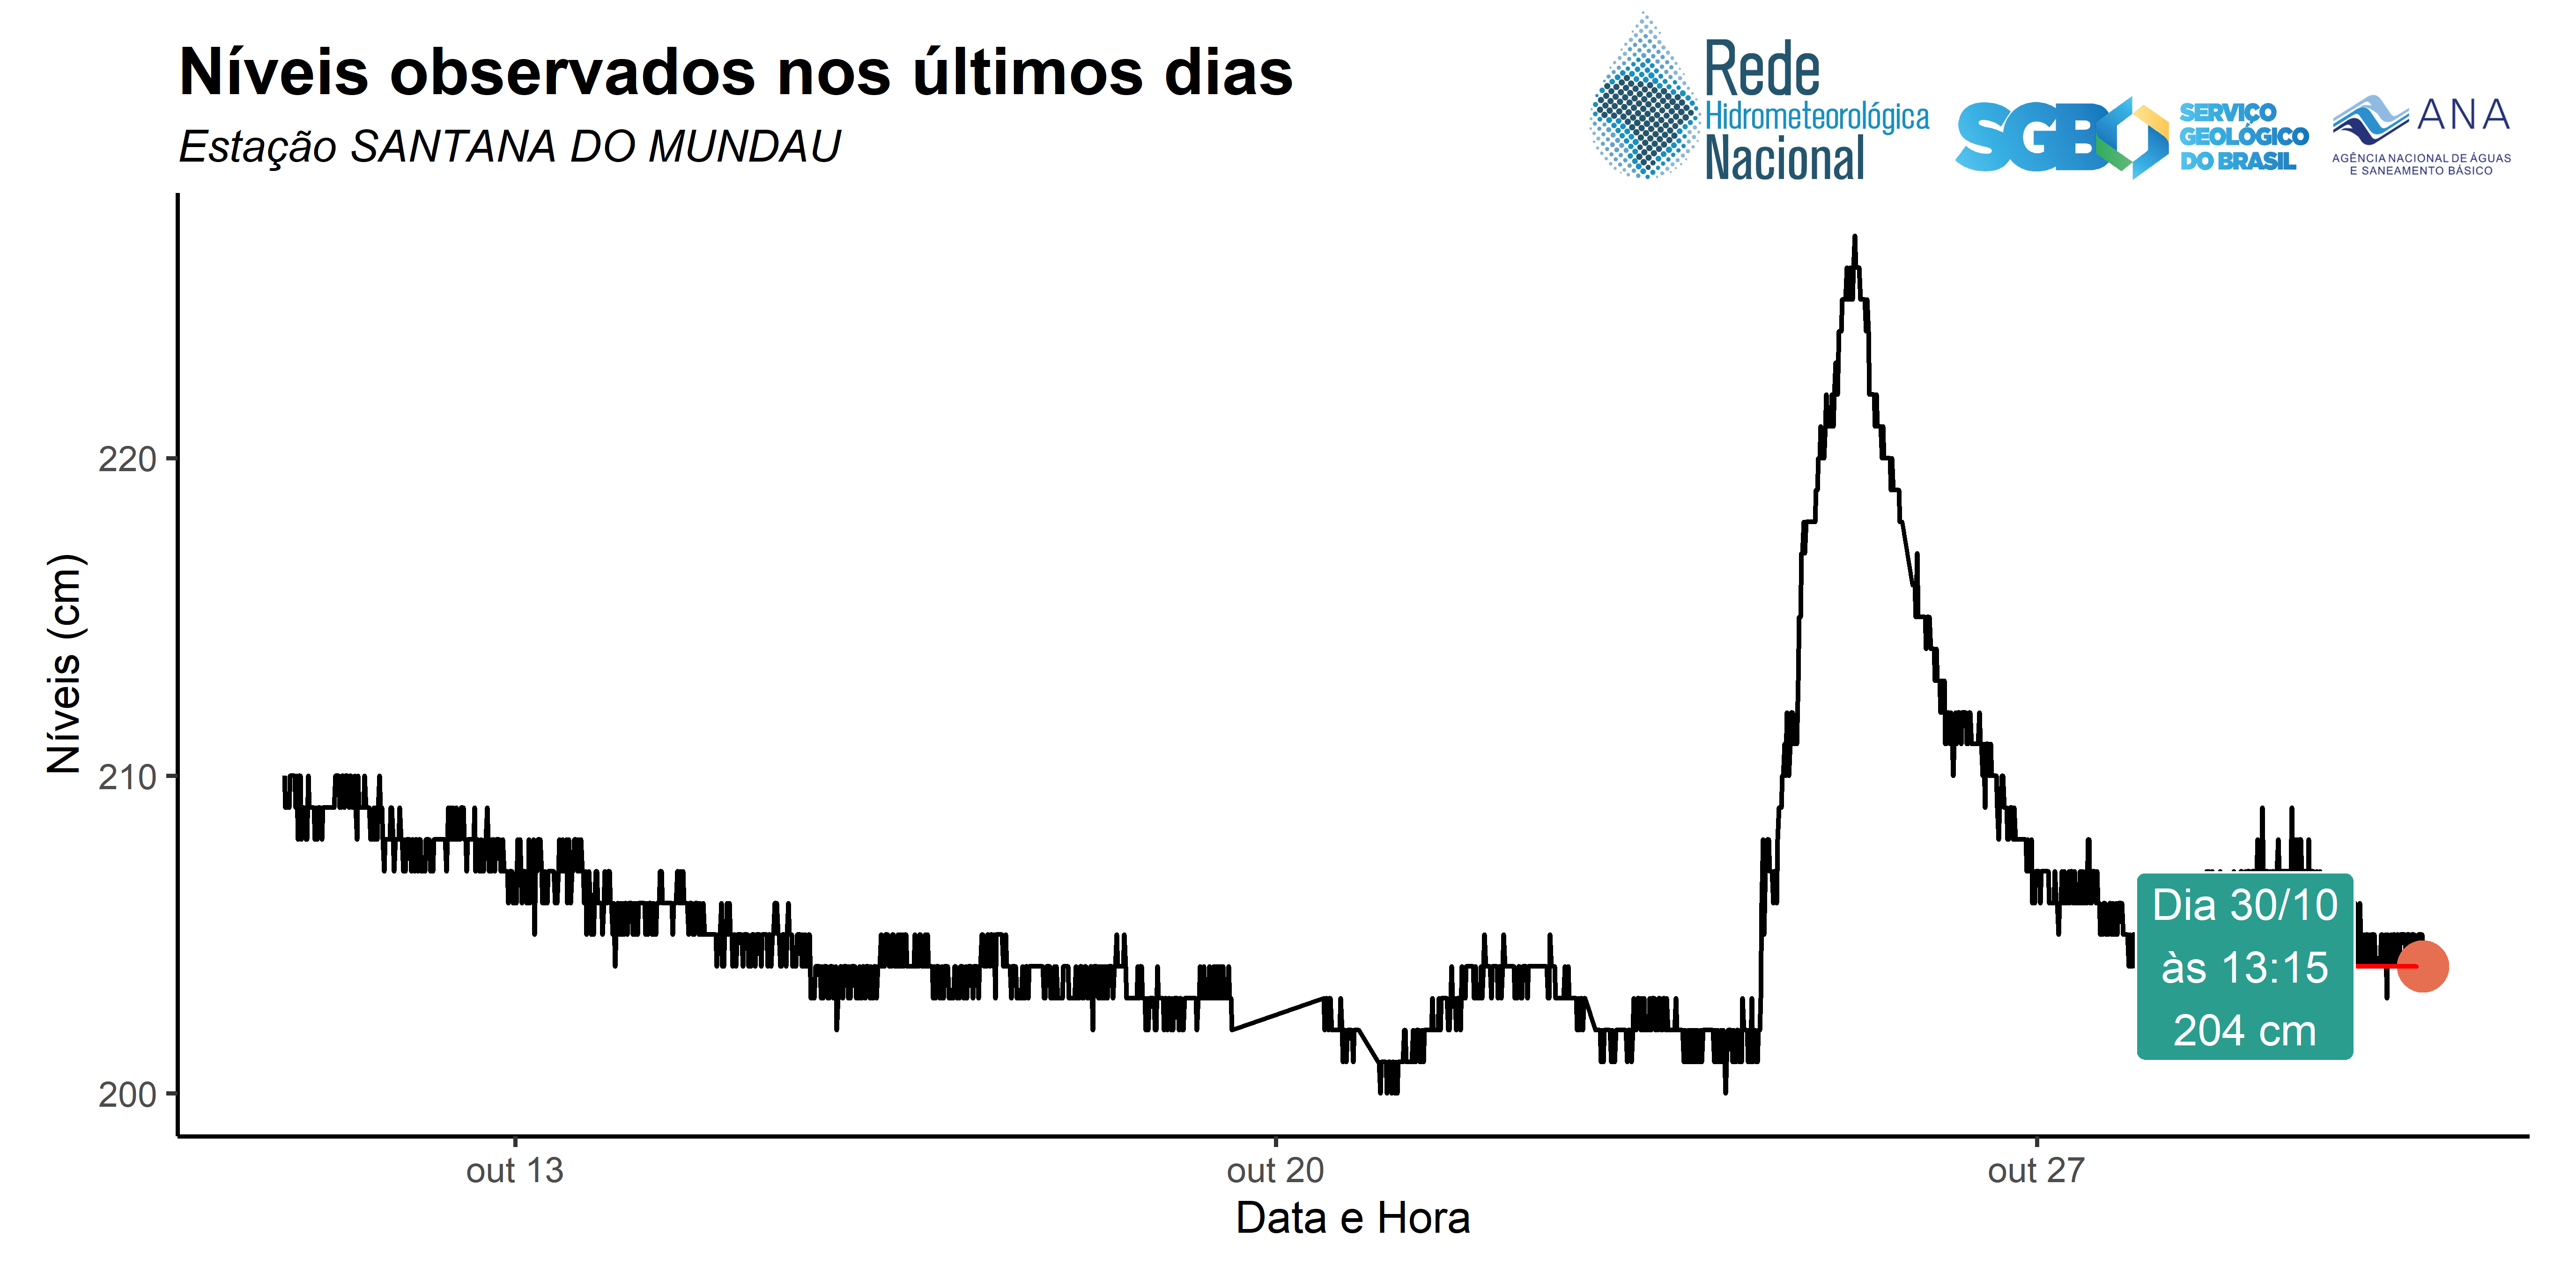 Níveis observados nos últimos dias
Estação SANTANA DO MUNDAU
Rede
Hidrometeorológica
Nacional
SGB
SERVIÇO
GEOLÓGICO
DO BRASIL
ANA
AGÊNCIA NACIONAL DE ÁGUAS
E SANEAMENTO BÁSICO
Níveis (cm)
220
210
200
Dia 30/10
às 13:15
204 cm
out 13
out 20
out 27
Data e Hora